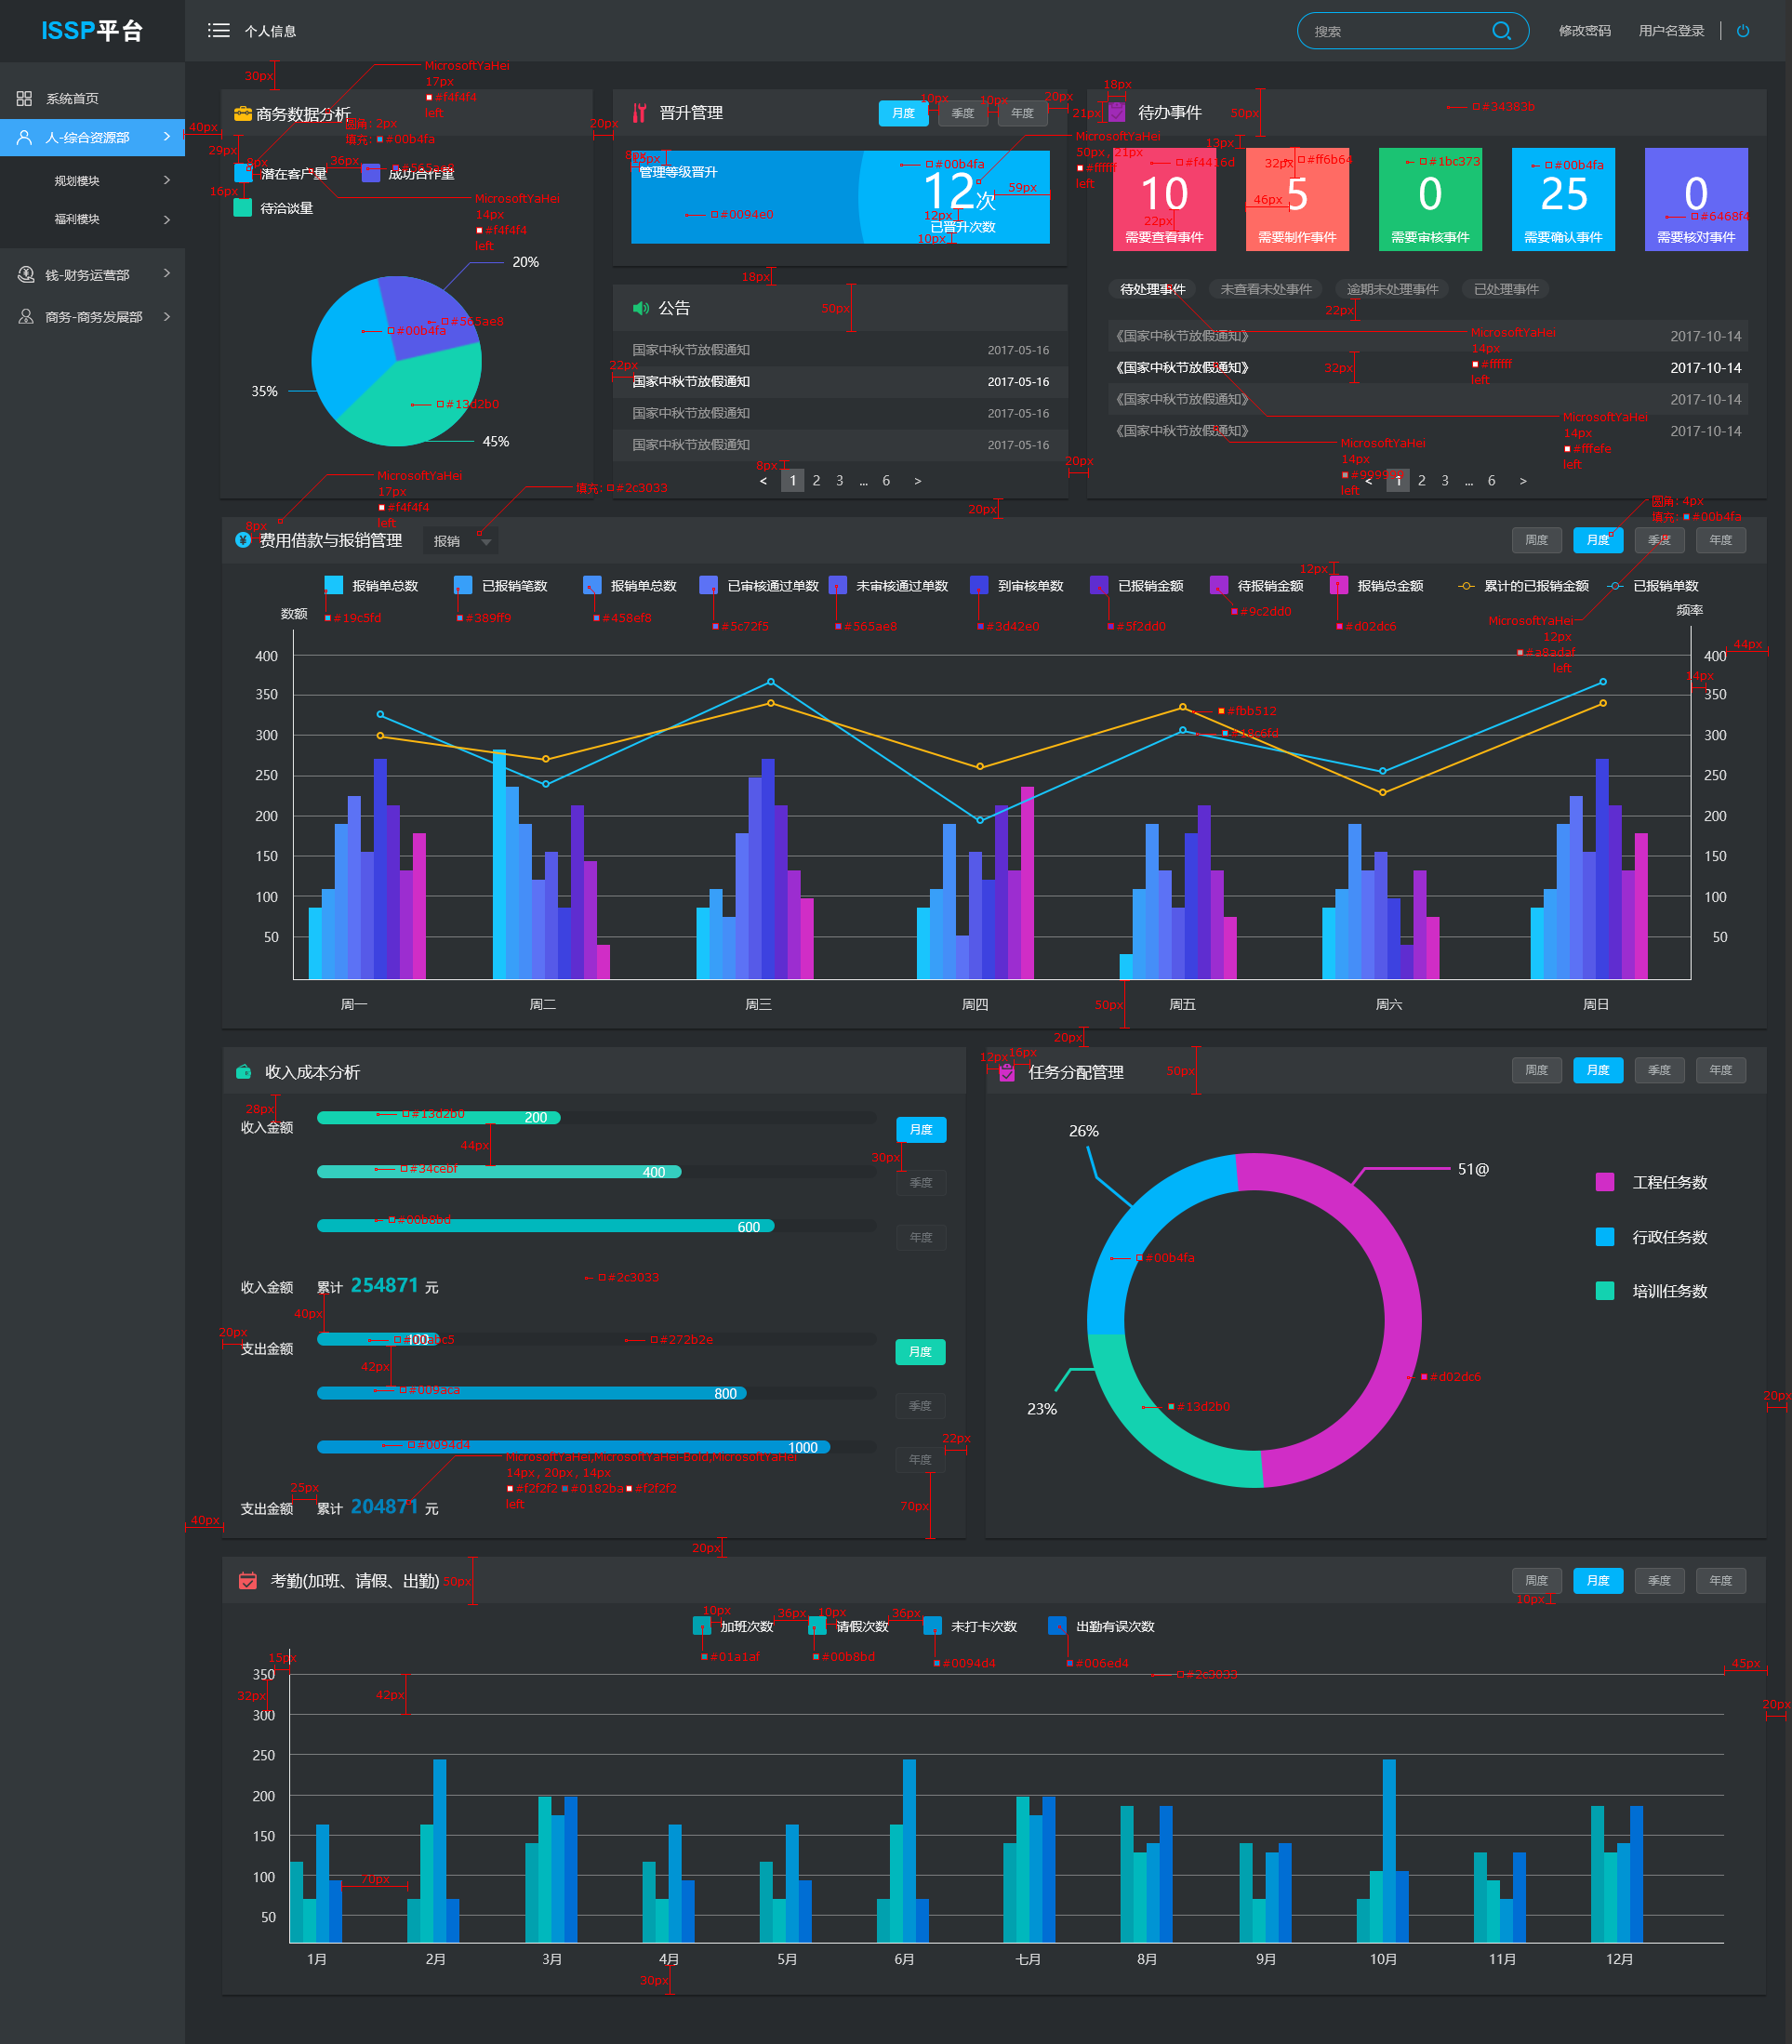 ISSP平台
个人信息
搜索
修改密码
用户名登录
系统首页
人-综合资源部
规划模块
福利模块
钱-财务运营部
商务-商务发展部
30px
MicrosoftYaHei
17px
#f4f4f4
left
商务数据分析
圆角: 2px
填充: #00b4fa
40px
29px
8px
36px
#565ae8
潜在客户量
成功合作量
16px
待洽谈量
MicrosoftYaHei
14px
#f4f4f4
left
20%
#565ae8
#00b4fa
35%
#13d2b0
45%
20px
晋升管理
月度
季度
年度
10px
10px
20px
8px
15px
管理等级晋升
#00b4fa
12次
59px
#0094e0
12px
已晋升次数
10px
18px
公告
50px
国家中秋节放假通知 2017-05-16
22px
国家中秋节放假通知 2017-05-16
国家中秋节放假通知 2017-05-16
国家中秋节放假通知 2017-05-16
8px
< 1 2 3 ... 6 >
20px
18px
21px
待办事件
50px
#34383b
MicrosoftYaHei
50px, 21px
#ffffff
left
13px
#f4416d
32px
#ff6b64
#1bc373
#00b4fa
10
5
0
25
0
46px
22px
#6468f4
需要查看事件
需要制作事件
需要审核事件
需要确认事件
需要核对事件
待处理事件
未查看未处事件
逾期未处理事件
已处理事件
22px
《国家中秋节放假通知》 2017-10-14
MicrosoftYaHei
14px
#ffffff
left
《国家中秋节放假通知》 2017-10-14
32px
《国家中秋节放假通知》 2017-10-14
MicrosoftYaHei
14px
#fffefe
left
《国家中秋节放假通知》 2017-10-14
MicrosoftYaHei
14px
#999999
left
< 1 2 3 ... 6 >
MicrosoftYaHei
17px
#f4f4f4
left
填充: #2c3033
20px
8px
费用借款与报销管理
报销
圆角: 4px
填充: #00b4fa
周度
月度
季度
年度
12px
报销单总数
已报销笔数
报销单总数
已审核通过单数
未审核通过单数
到审核单数
已报销金额
待报销金额
报销总金额
累计的已报销金额
已报销单数
#19c5fd
#389ff9
#458ef8
#5c72f5
#565ae8
#3d42e0
#5f2dd0
#9c2dd0
#d02dc6
数额
频率
MicrosoftYaHei
12px
#a8adaf
left
44px
14px
400 400
350 350
300 300
250 250
200 200
150 150
100 100
50 50
#fbb512
#18c6fd
周一
周二
周三
周四
周五
周六
周日
50px
20px
收入成本分析
28px
收入金额
#13d2b0
200
44px
#34cebf
400
#00b8bd
600
月度
30px
季度
年度
收入金额 累计 254871 元
#2c3033
40px
20px
支出金额
#00abc5
100
#272b2e
42px
#009aca
800
#0094d4
1000
月度
季度
年度
22px
MicrosoftYaHei,MicrosoftYaHei-Bold,MicrosoftYaHei
14px, 20px, 14px
#f2f2f2 #0182ba #f2f2f2
left
25px
支出金额 累计 204871 元
70px
40px
20px
12px
16px
任务分配管理
50px
周度
月度
季度
年度
26%
51@
工程任务数
行政任务数
培训任务数
#00b4fa
#d02dc6
#13d2b0
23%
20px
考勤(加班、请假、出勤)
50px
周度
月度
季度
年度
10px
10px
36px
10px
36px
加班次数
请假次数
未打卡次数
出勤有误次数
#01a1af
#00b8bd
#0094d4
#006ed4
#2c3033
15px
45px
32px
42px
20px
350
300
250
200
150
100
50
70px
1月
2月
3月
4月
5月
6月
七月
8月
9月
10月
11月
12月
30px